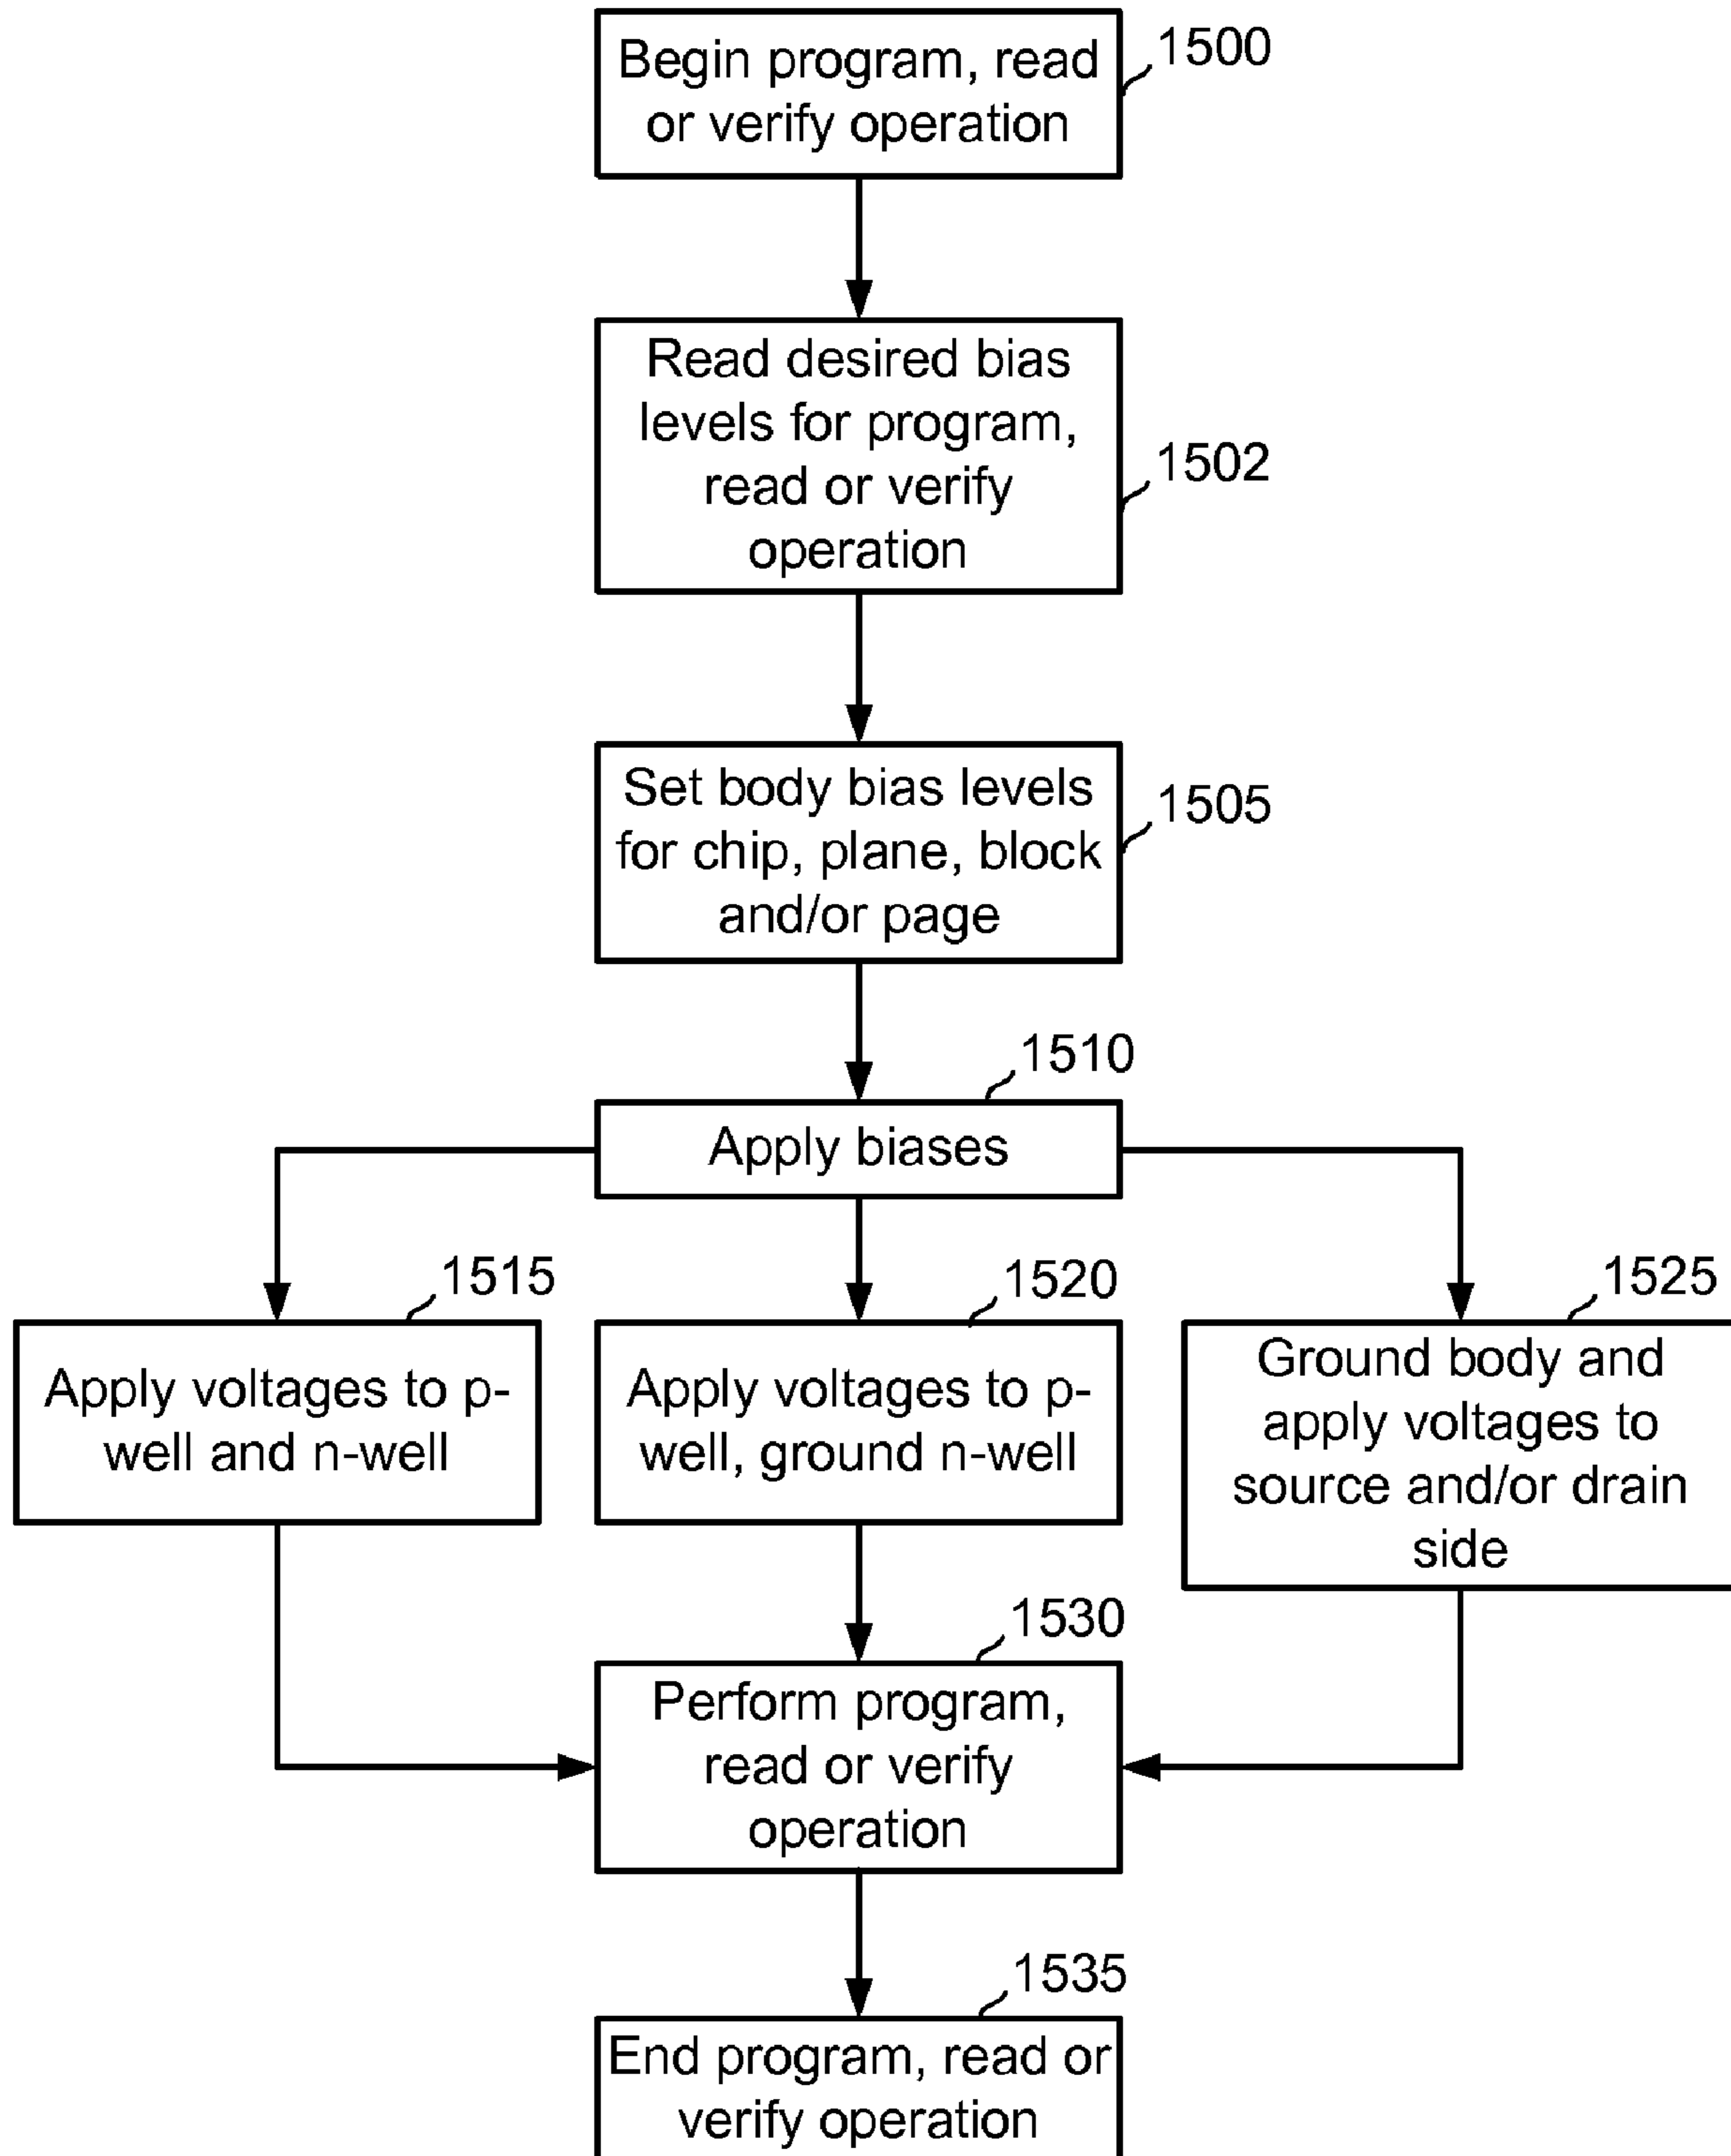 Begin program, read
or verify operation
1500
Read desired bias
levels for program,
read or verify
operation
1502
Set body bias levels
for chip, plane, block
and/or page
1505
1510
Apply biases
1515
Apply voltages to p-
well and n-well
1520
Apply voltages to p-
well, ground n-well
1525
Ground body and
apply voltages to
source and/or drain
side
1530
Perform program,
read or verify
operation
1535
End program, read or
verify operation